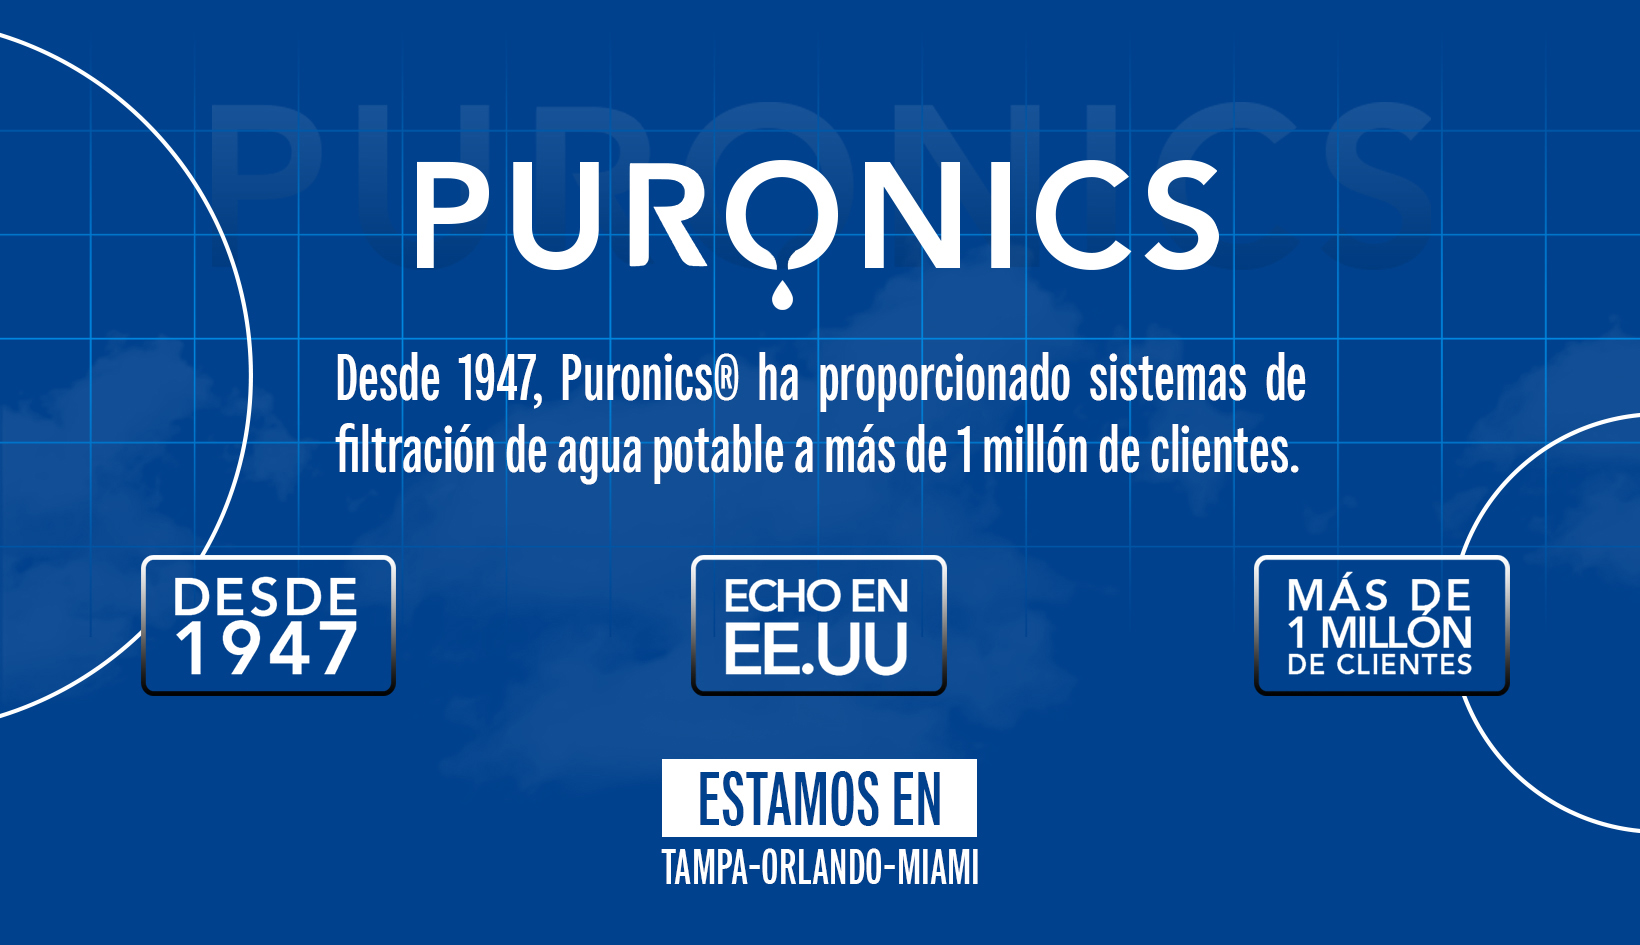 PURONICS
PURONICS
Desde 1947, Puronics® ha proporcionado sistemas de
filtración de agua potable a más de 1 millón de clientes.
DESDE
1947
ECHO EN
EE.UU
MÁS DE
1 MILLÓN
DE CLIENTES
ESTAMOS EN
TAMPA-ORLANDO-MIAMI